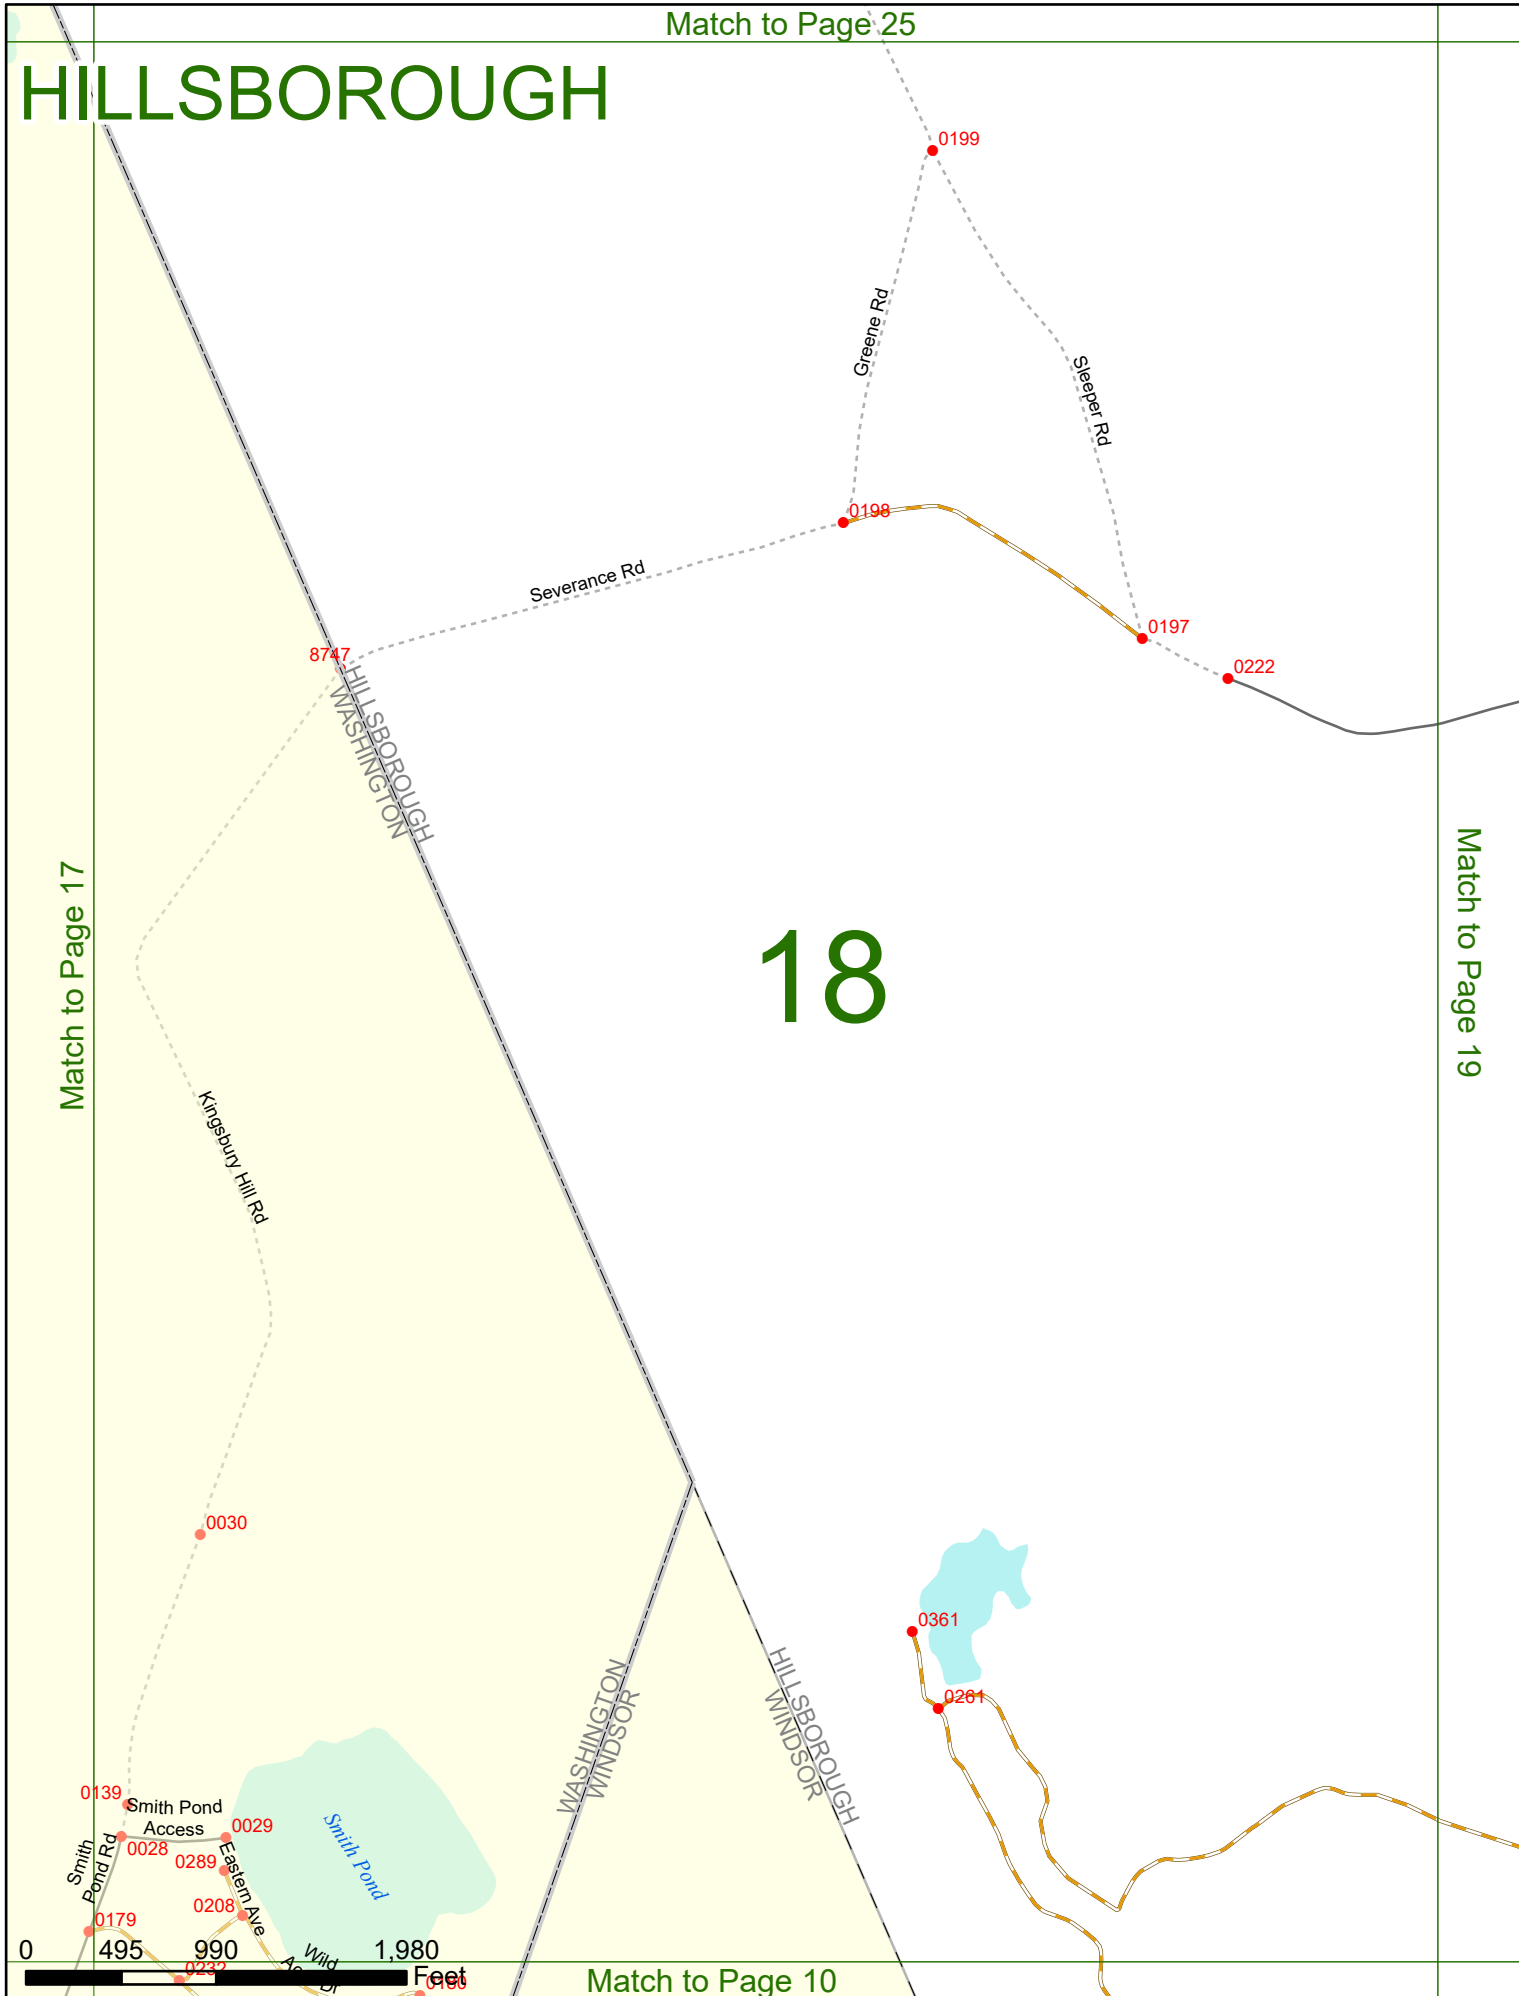 Match to Page 25
HILLSBOROUGH
0199
Greene Rd
Sleeper Rd
0198
Severance Rd
0197
0222
8747
HILLSBOROUGH
WASHINGTON
Match to Page 17
18
Match to Page 19
Kingsbury Hill Rd
0030
0361
0261
WASHINGTON
WINDSOR
HILLSBOROUGH
WINDSOR
0139
Smith Pond
Access
0029
0028
Smith
Pond Rd
0289
Eastern Ave
Smith Pond
0208
0179
0 495 990 1,980
Feet
Wild
0232
Match to Page 10